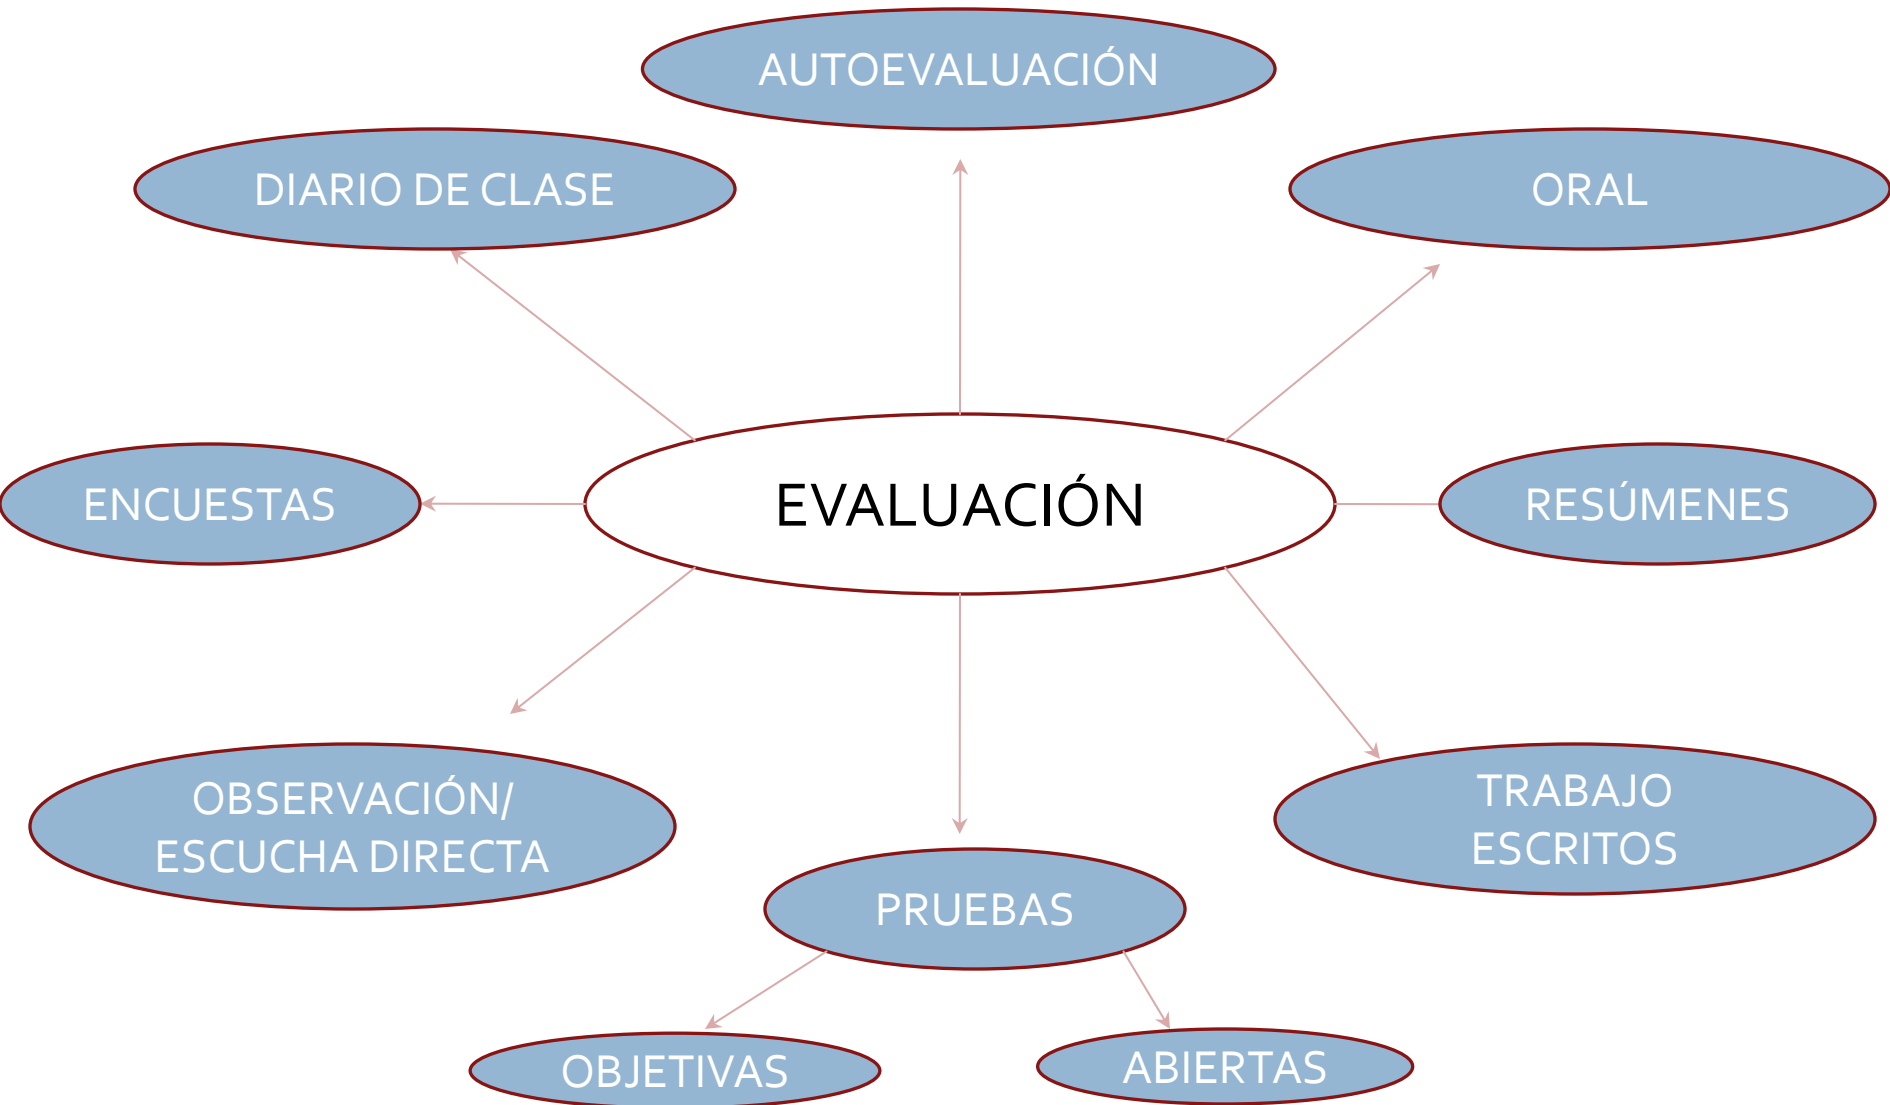 AUTOEVALUACIÓN
DIARIO DE CLASE
ORAL
ENCUESTAS
EVALUACIÓN
RESÚMENES
OBSERVACIÓN/
ESCUCHA DIRECTA
TRABAJO
ESCRITOS
PRUEBAS
OBJETIVAS
ABIERTAS